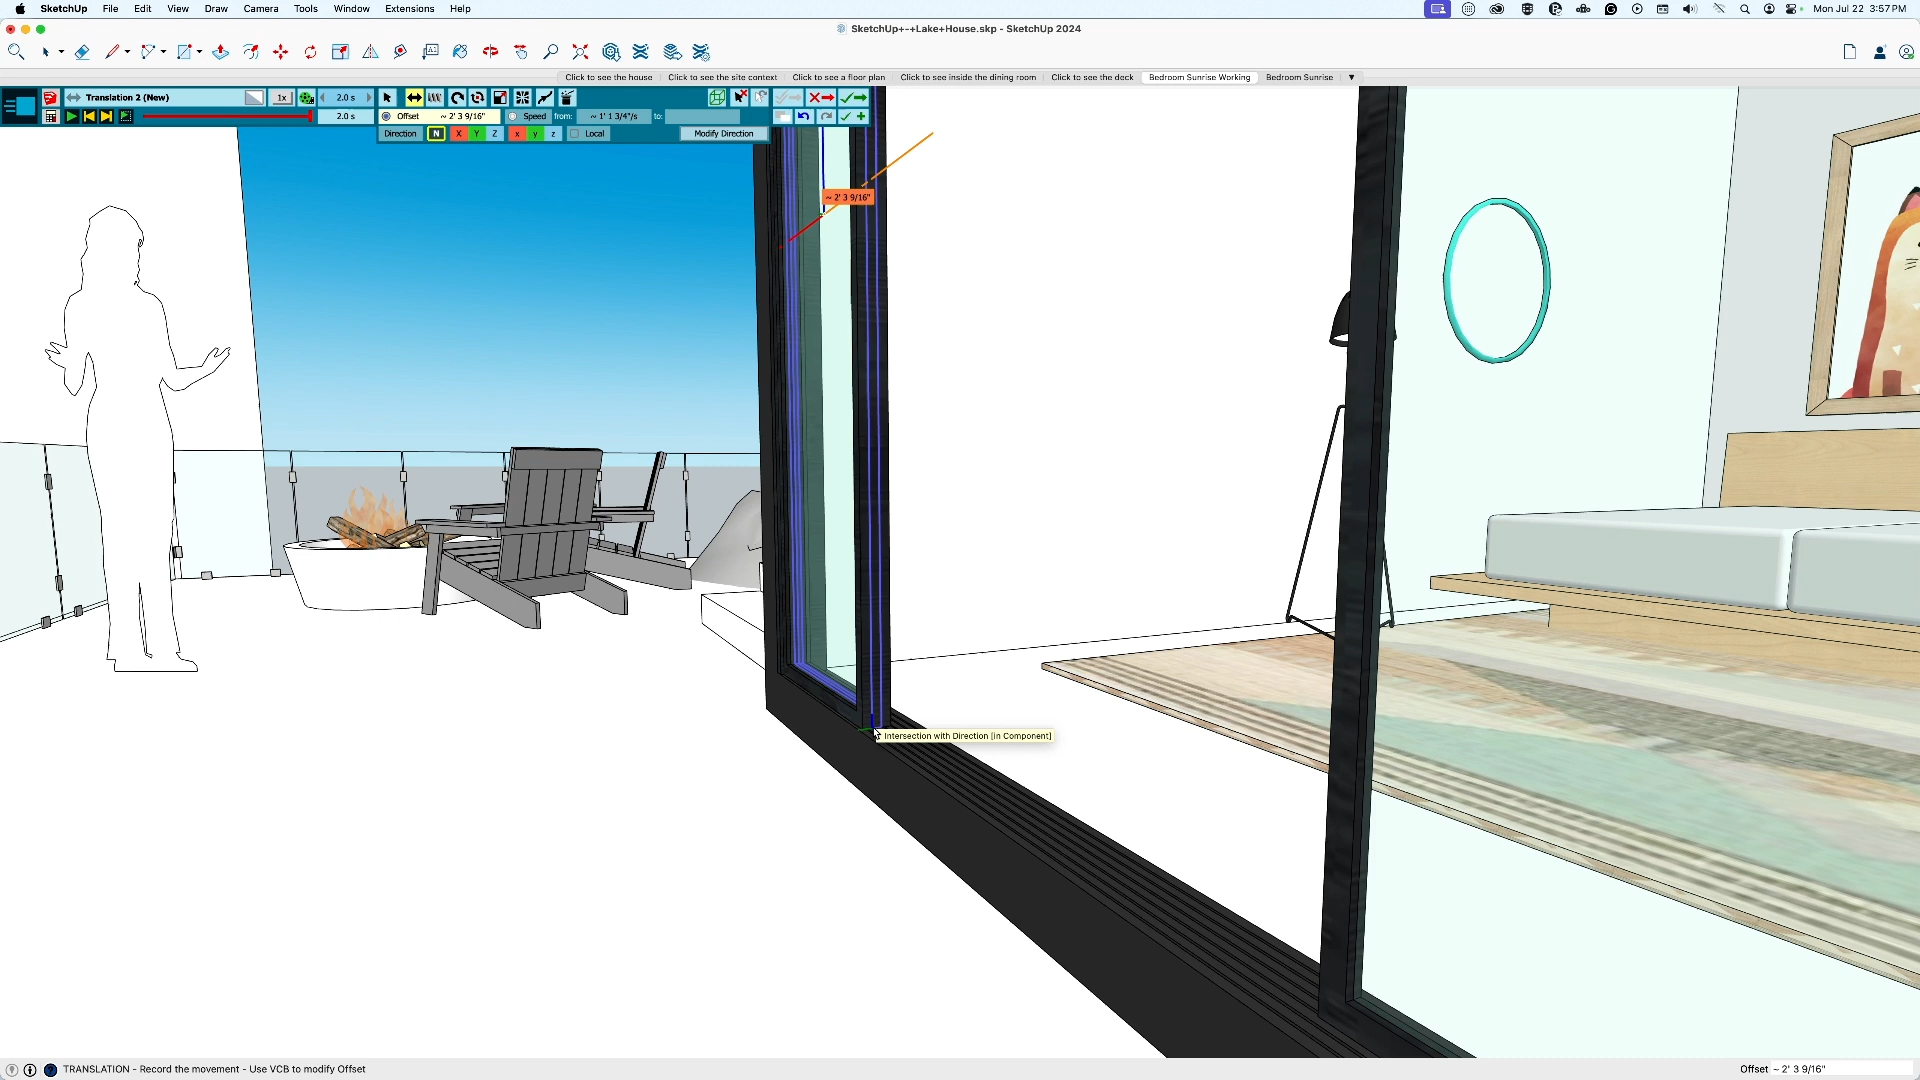 SketchUp File Edit View Draw Camera Tools Window Extensions Help
Mon Jul 22 3:57PM
SketchUp+-+Lake+House.skp - SketchUp 2024
Click to see the house Click to see the site context Click to see a floor plan Click to see inside the dining room Click to see the deck Bedroom Sunrise Working Bedroom Sunrise
Translation 2 (New) 1x 2.0 s
2.0 s Offset ~ 2' 3 9/16" Speed from: ~ 1' 1 3/4"/s to:
Direction N X Y Z x y z Local Modify Direction
~ 2' 3 9/16"
Intersection with Direction [in Component]
TRANSLATION - Record the movement - Use VCB to modify Offset
Offset ~ 2' 3 9/16"